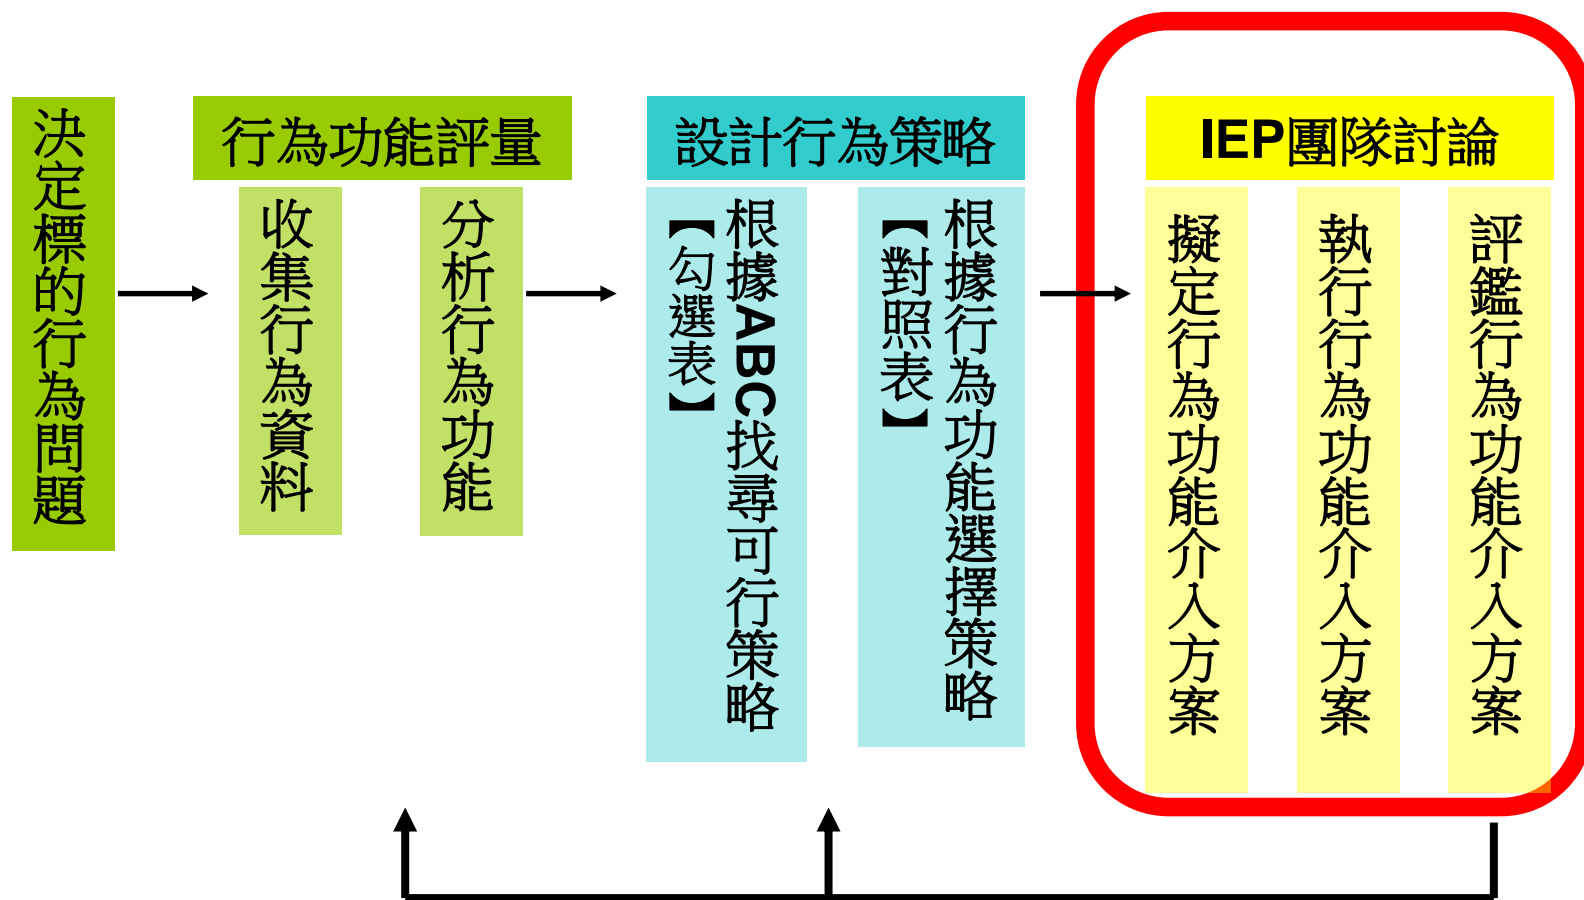 決定標的行為問題
行為功能評量
收集行為資料
分析行為功能
設計行為策略
根據ABC找尋可行策略
【勾選表】
根據行為功能選擇策略
【對照表】
IEP團隊討論
擬定行為功能介入方案
執行行為功能介入方案
評鑑行為功能介入方案